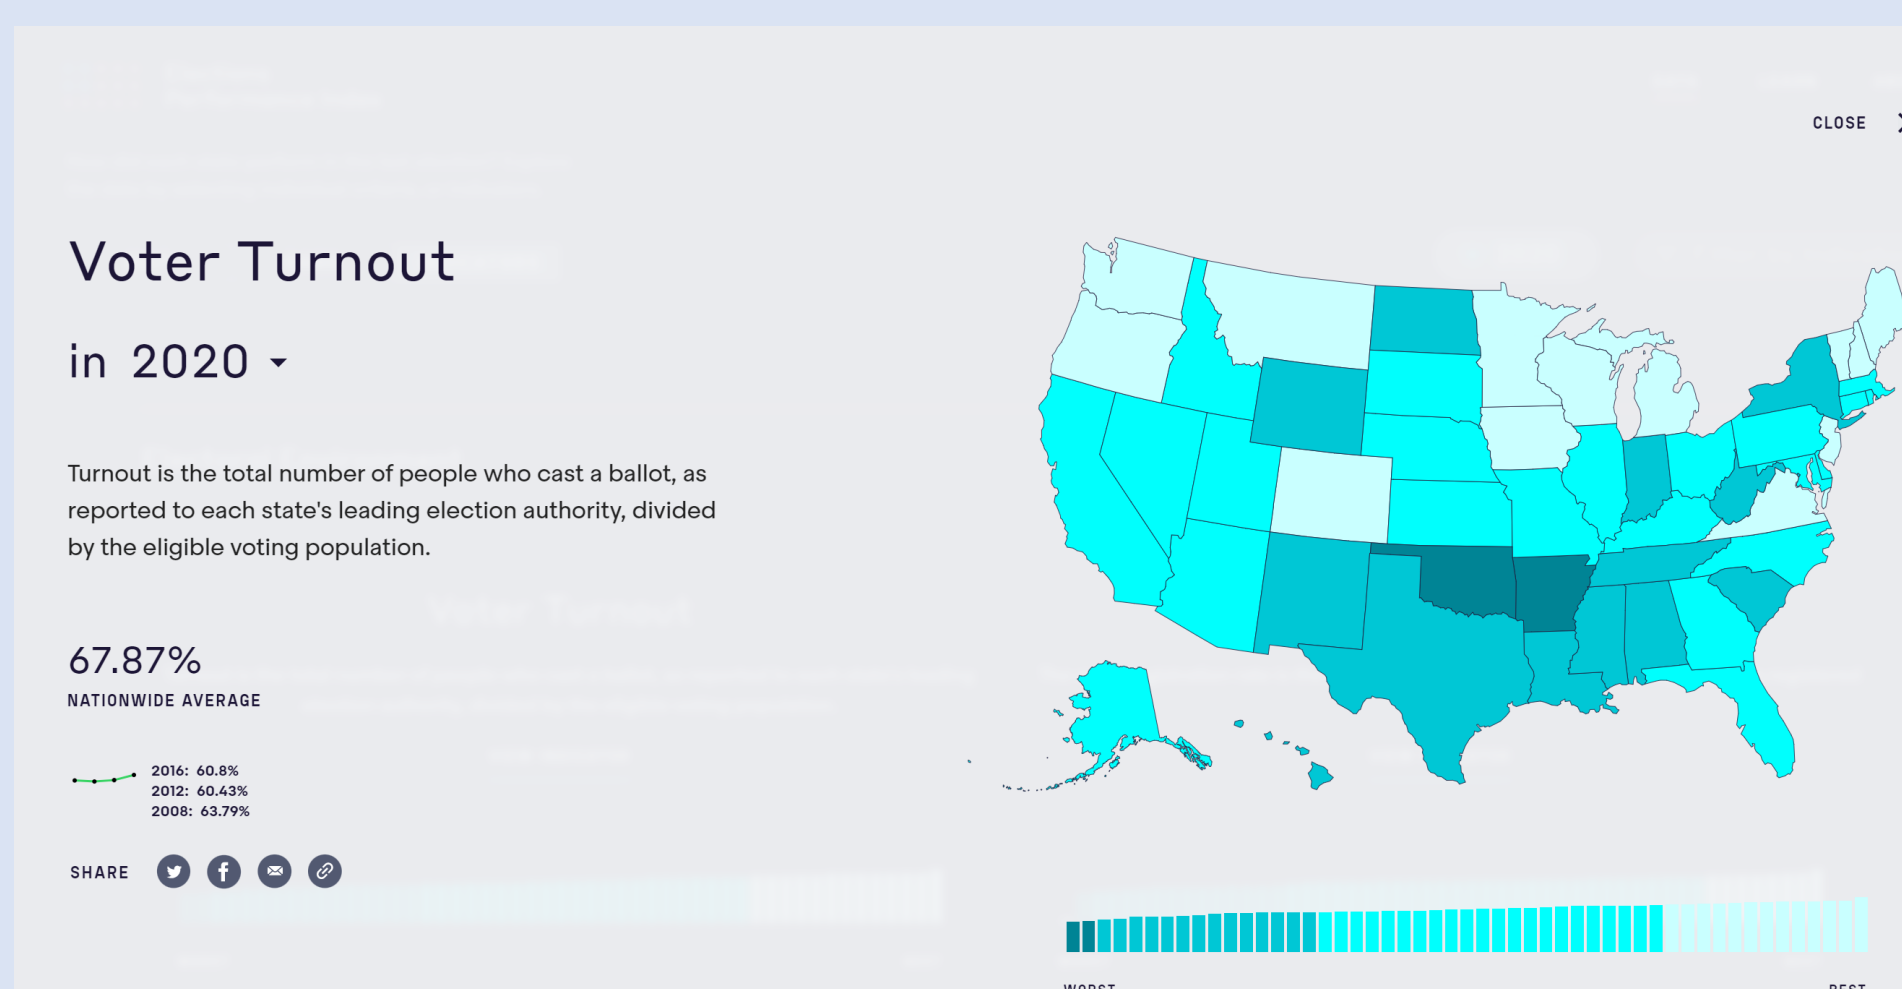 CLOSE
Voter Turnout
in 2020
Turnout is the total number of people who cast a ballot, as
reported to each state's leading election authority, divided
by the eligible voting population.
67.87%
NATIONWIDE AVERAGE
2016: 60.8%
2012: 60.43%
2008: 63.79%
SHARE
WORST
BEST